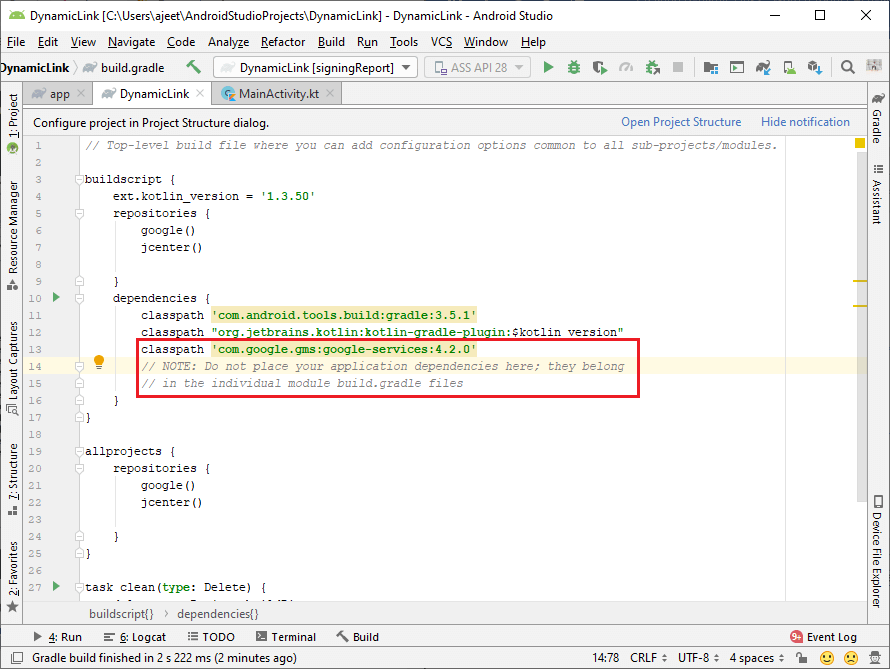 DynamicLink [C:\Users\ajeet\AndroidStudioProjects\DynamicLink] - DynamicLink - Android Studio
File Edit View Navigate Code Analyze Refactor Build Run Tools VCS Window Help
DynamicLink build.gradle DynamicLink [signingReport] ASS API 28
app DynamicLink MainActivity.kt
Configure project in Project Structure dialog. Open Project Structure Hide notification
1: Project
Resource Manager
Layout Captures
7: Structure
2: Favorites
1 // Top-level build file where you can add configuration options common to all sub-projects/modules.
2
3 buildscript {
4 ext.kotlin_version = '1.3.50'
5 repositories {
6 google()
7 jcenter()
8
9 }
10 dependencies {
11 classpath 'com.android.tools.build:gradle:3.5.1'
12 classpath "org.jetbrains.kotlin:kotlin-gradle-plugin:$kotlin_version"
13 classpath 'com.google.gms:google-services:4.2.0'
14 // NOTE: Do not place your application dependencies here; they belong
15 // in the individual module build.gradle files
16 }
17 }
18
19 allprojects {
20 repositories {
21 google()
22 jcenter()
23
24 }
25 }
26
27 task clean(type: Delete) {
Gradle
Assistant
Device File Explorer
buildscript{} dependencies{}
4: Run 6: Logcat TODO Terminal Build 9+ Event Log
Gradle build finished in 2 s 222 ms (2 minutes ago) 14:78 CRLF UTF-8 4 spaces